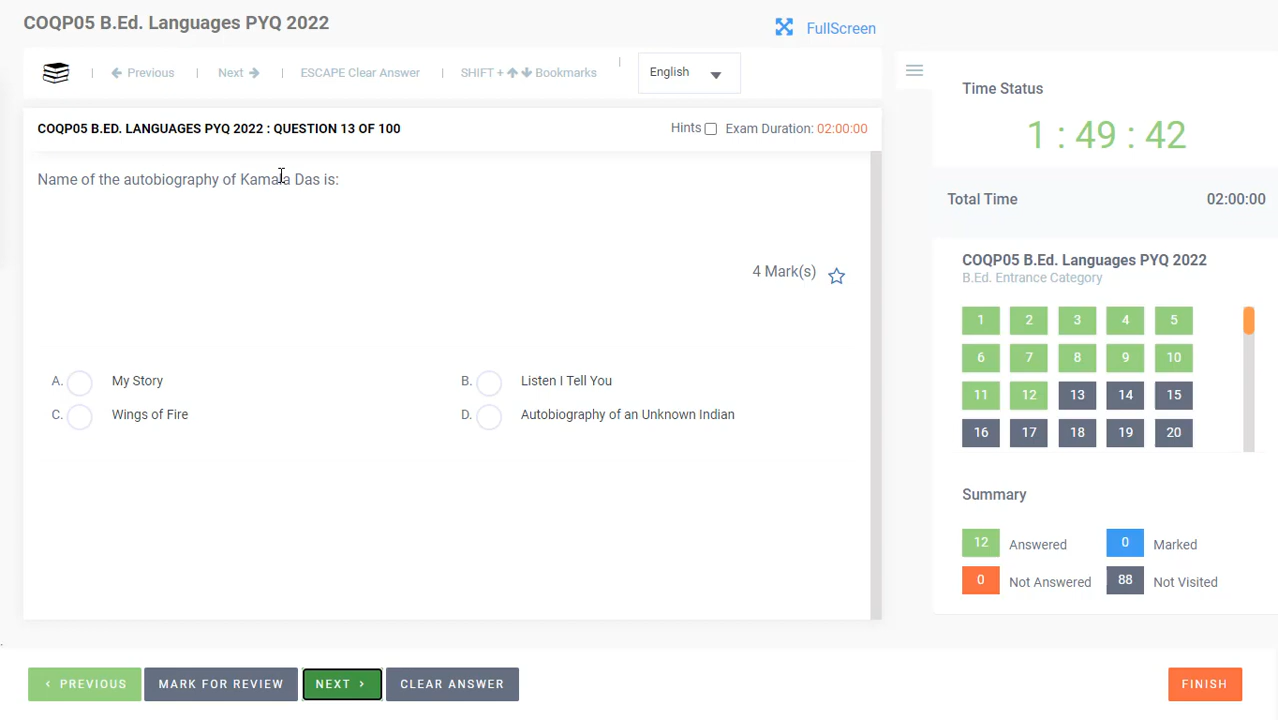 COQP05 B.Ed. Languages PYQ 2022
FullScreen
| Previous | Next | ESCAPE Clear Answer | SHIFT + Bookmarks | English
COQP05 B.ED. LANGUAGES PYQ 2022 : QUESTION 13 OF 100
Hints Exam Duration: 02:00:00
Name of the autobiography of Kamala Das is:
4 Mark(s)
A. My Story
B. Listen I Tell You
C. Wings of Fire
D. Autobiography of an Unknown Indian
< PREVIOUS MARK FOR REVIEW NEXT > CLEAR ANSWER
Time Status
1 : 49 : 42
Total Time 02:00:00
COQP05 B.Ed. Languages PYQ 2022
B.Ed. Entrance Category
1 2 3 4 5
6 7 8 9 10
11 12 13 14 15
16 17 18 19 20
Summary
12 Answered 0 Marked
0 Not Answered 88 Not Visited
FINISH